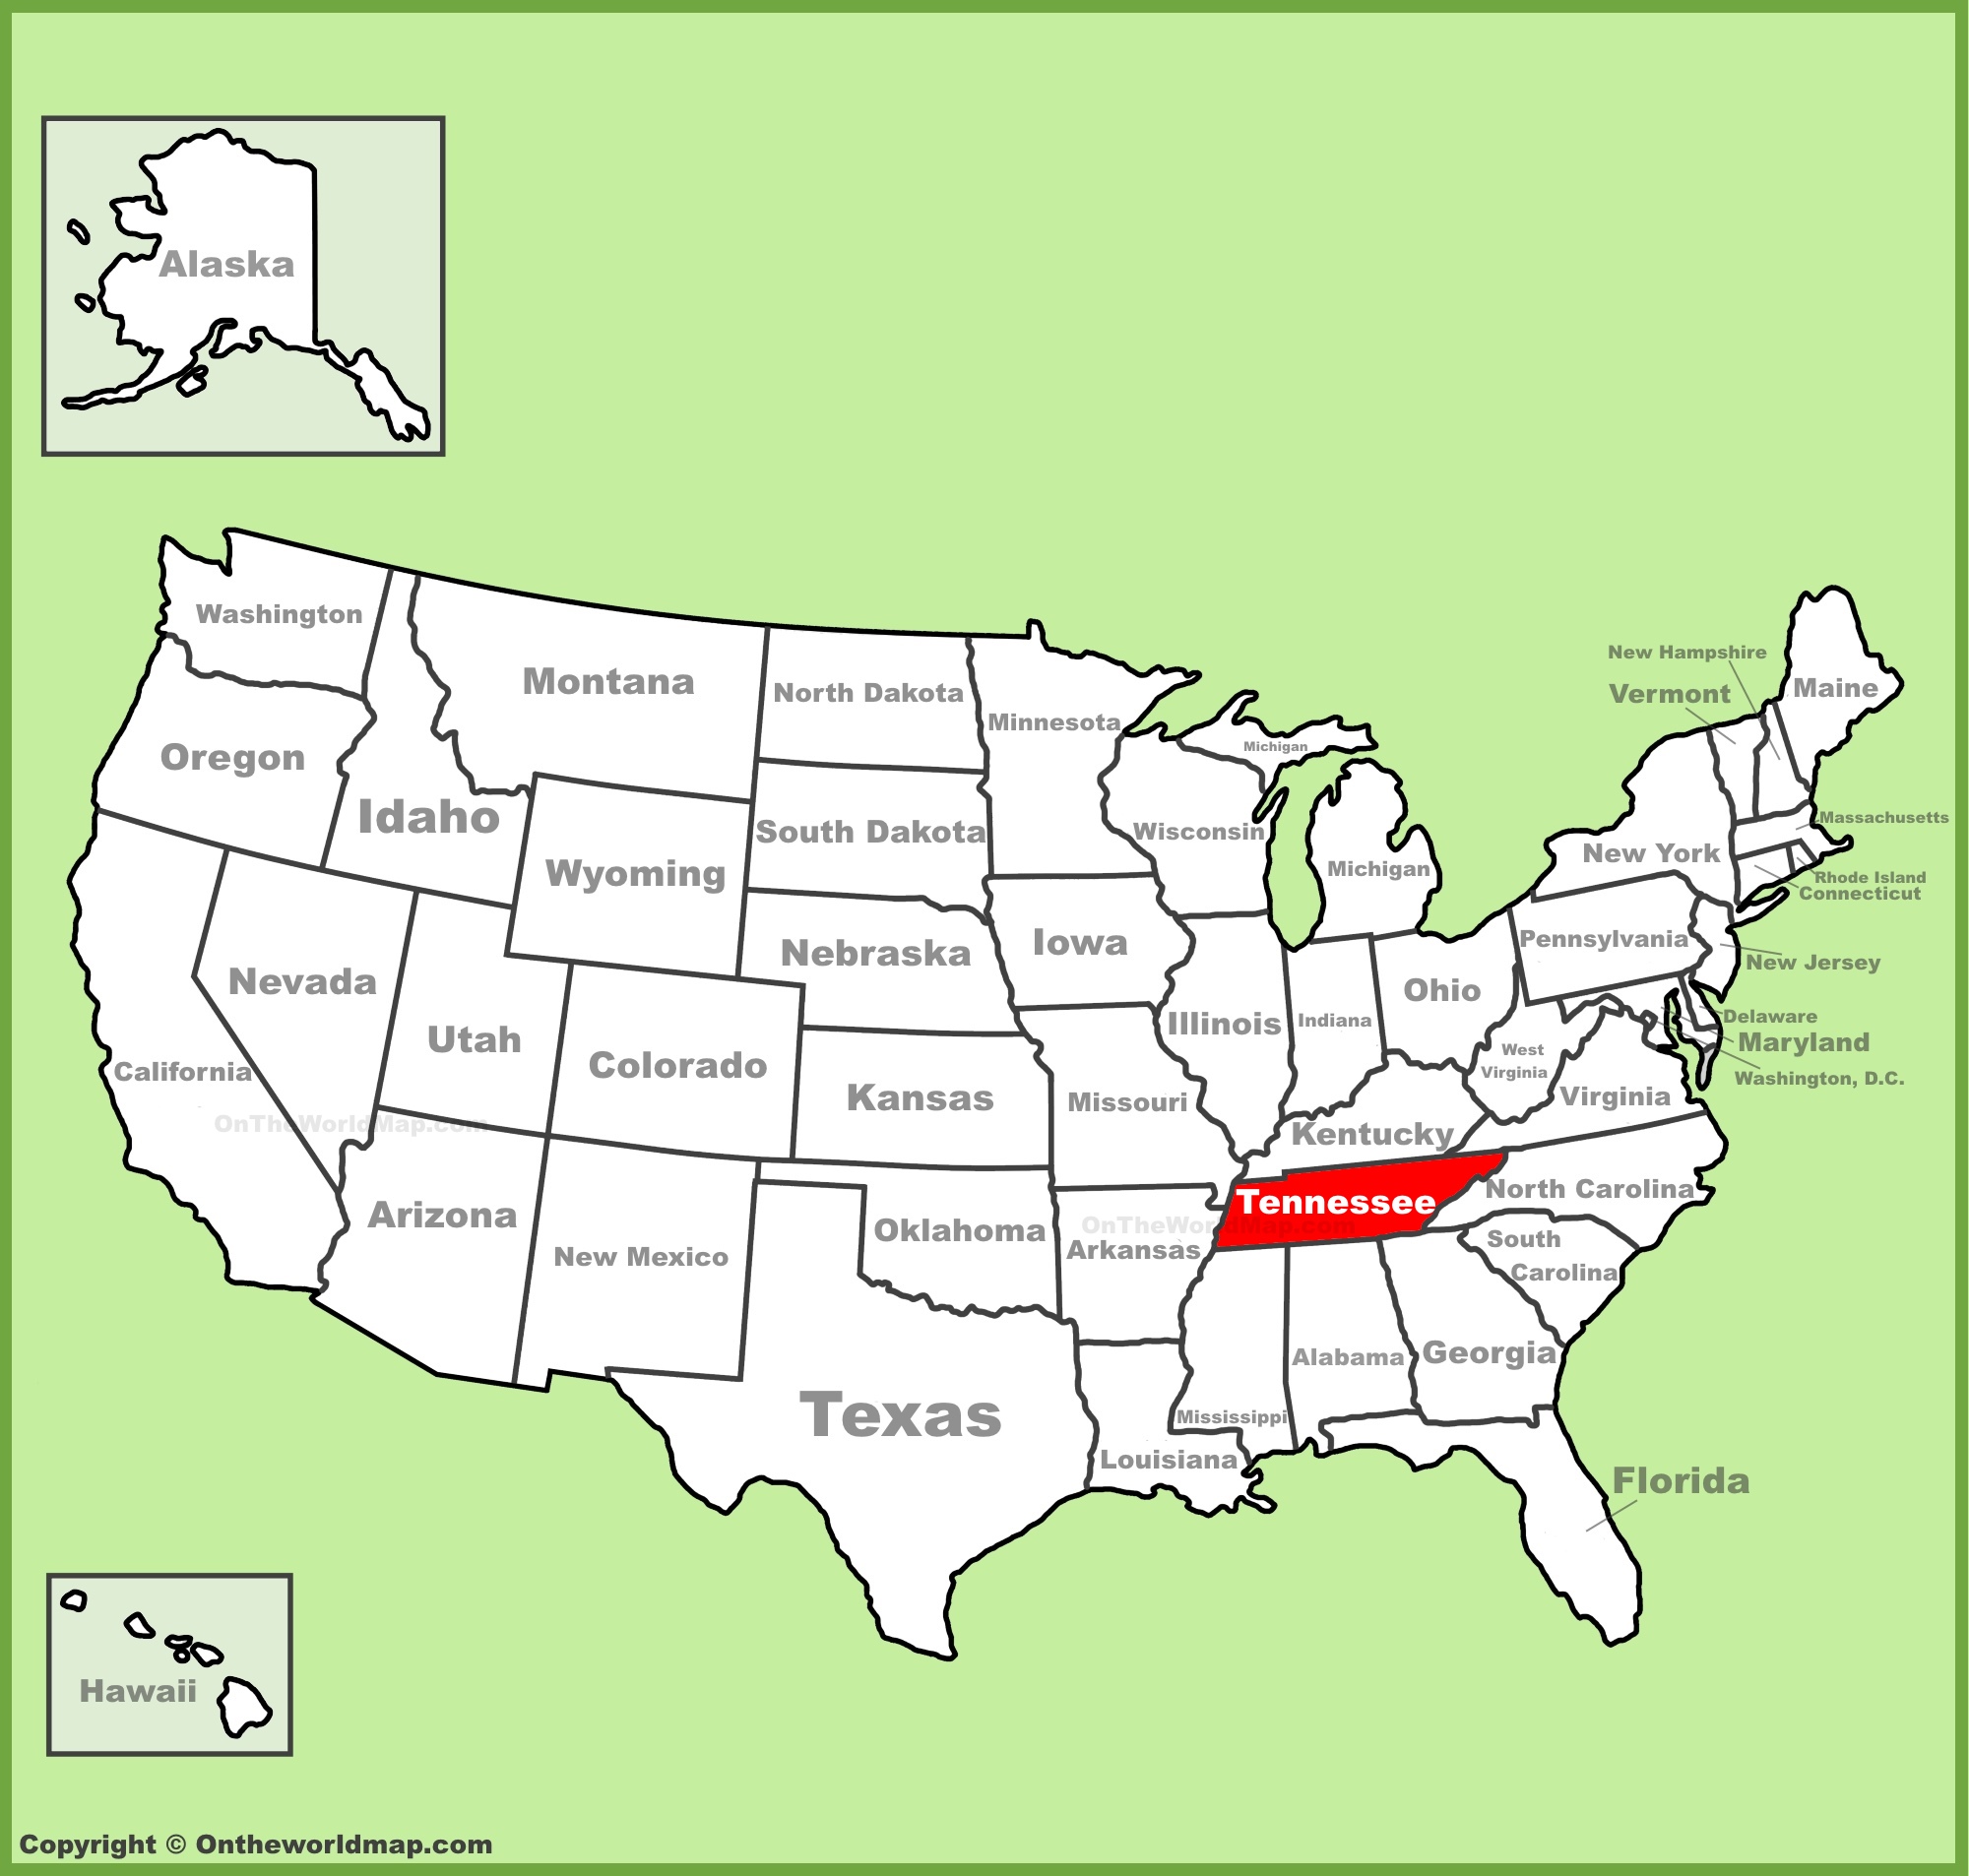 Alaska
Washington
Montana
North Dakota
Minnesota
Michigan
New Hampshire
Vermont
Maine
Oregon
Idaho
Wyoming
South Dakota
Wisconsin
Michigan
New York
Massachusetts
Rhode Island
Connecticut
Nevada
Nebraska
Iowa
Pennsylvania
New Jersey
Utah
Colorado
Illinois
Indiana
Ohio
Delaware
Maryland
Washington, D.C.
California
Kansas
Missouri
West
Virginia
Virginia
OnTheWorldMap.com
Kentucky
Arizona
New Mexico
Oklahoma
OnTheWorldMap.com
Arkansas
Tennessee
North Carolina
South
Carolina
Texas
Louisiana
Mississippi
Alabama
Georgia
Florida
Hawaii
Copyright © Ontheworldmap.com